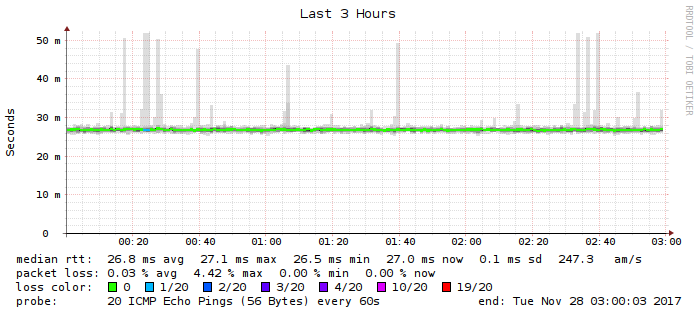 Last 3 Hours
RRDTOOL / TOBI OETIKER
Seconds
50 m
40 m
30 m
20 m
10 m
0
00:20 00:40 01:00 01:20 01:40 02:00 02:20 02:40 03:00
median rtt: 26.8 ms avg 27.1 ms max 26.5 ms min 27.0 ms now 0.1 ms sd 247.3 am/s
packet loss: 0.03 % avg 4.42 % max 0.00 % min 0.00 % now
loss color: 0 1/20 2/20 3/20 4/20 10/20 19/20
probe: 20 ICMP Echo Pings (56 Bytes) every 60s end: Tue Nov 28 03:00:03 2017